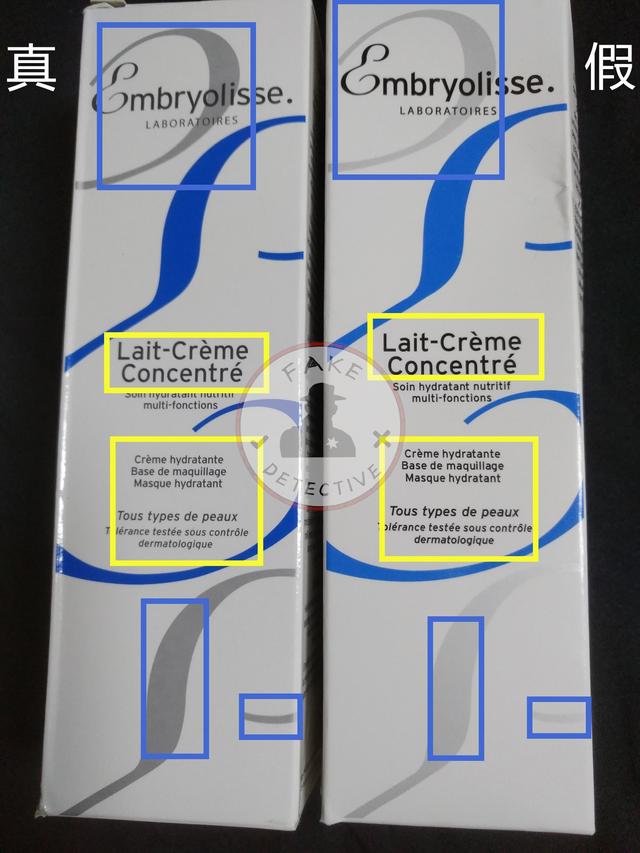 真
Embryolisse.
LABORATOIRES
Lait-Crème
Concentré
Soin hydratant nutritif
multi-fonctions
Crème hydratante
Base de maquillage
Masque hydratant
Tous types de peaux
Tolérance testée sous contrôle
dermatologique
假
Embryolisse.
LABORATOIRES
Lait-Crème
Concentré
Soin hydratant nutritif
multi-fonctions
Crème hydratante
Base de maquillage
Masque hydratant
Tous types de peaux
Tolérance testée sous contrôle
dermatologique
FAKE
DETECTIVE